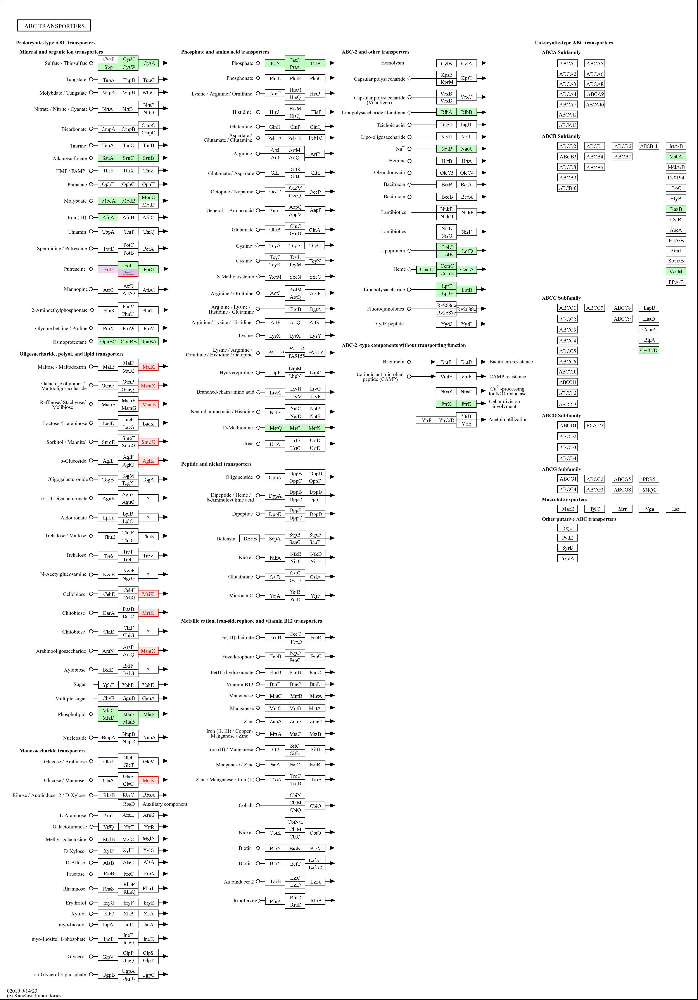 ABC TRANSPORTERS
Prokaryotic-type ABC transporters
Mineral and organic ion transporters
Sulfate / Thiosulfate CysP CysU CysA
Sbp CysW
Tungstate TupA TupB TupC
Molybdate / Tungstate WtpA WtpB WtpC
Nitrate / Nitrite / Cyanate NrtA NrtB NrtC
NrtD
Bicarbonate CmpA CmpB CmpC
CmpD
Taurine TauA TauC TauB
Alkanesulfonate SsuA SsuC SsuB
HMP / FAMP ThiY ThiX ThiZ
Phthalate OphF OphG OphH
Molybdate ModA ModB ModC
ModF
Iron (III) AfuA AfuB AfuC
Thiamin TbpA ThiP ThiQ
Spermidine / Putrescine PotD PotC PotA
PotB
Putrescine PotF PotI PorG
PorH
Mannopine AttC AttB AttA1
AttA2
2-Aminoethylphosphonate PhnS PhnV PhnT
PhnU
Glycine betaine / Proline ProX ProW ProV
Osmoprotectant OpuBC OpuBB OpuBA
Oligosaccharide, polyol, and lipid transporters
Maltose / Maltodextrin MalE MalF MalK
MalG
Galactose oligomer / Maltooligosaccharide GanO GanP MsmX
GanQ
Raffinose/ Stachyose/ Melibiose MsmE MsmF MsmK
MsmG
Lactose /L-arabinose LacE LacF LacK
LacG
Sorbitol / Mannitol SmoE SmoF SmoK
SmoG
α-Glucoside AglE AglF AglK
AglG
Oligogalacturonide TogB TogM TogA
TogN
α-1,4-Digalacturonate AguE AguF ?
AguG
Aldouronate LplA LplB ?
LplC
Trehalose / Maltose ThuE ThuF ThuK
ThuG
Trehalose TreS TreT TreV
TreU
N-Acetylglucosamine NgcE NgcF ?
NgcG
Cellobiose CebE CebF MsiK
CebG
Chitobiose DasA DasB MsiK
DasC
Chitobiose ChiE ChiF ?
ChiG
Arabinooligosaccharide AraN AraP MsmX
AraQ
Xylobiose BxlE BxlF ?
BxlG
Sugar YphF YphD YphE
Multiple sugar ChvE GguB GguA
Phospholipid MlaC MlaE MlaF
MlaD MlaB
Nucleoside BmpA NupB NupA
NupC
Monosaccharide transporters
Glucose / Arabinose GlcS GlcU GlcV
GlcT
Glucose / Mannose GtsA GtsB MalK
GtsC
Ribose / Autoinducer 2 / D-Xylose RbsB RbsC RbsA
RbsD Auxiliary component
L-Arabinose AraF AraH AraG
Galactofuranose YtfQ YtfT YtfR
Methyl-galactoside MglB MglC MglA
D-Xylose XylF XylH XylG
D-Allose AlsB AlsC AlsA
Fructose FrcB FrcC FrcA
Rhamnose RhaS RhaP RhaT
RhaQ
Erythritol EryG EryF EryE
Xylitol XltC XltB XltA
myo-Inositol IbpA IatP IatA
myo-Inositol 1-phosphate InoE InoF InoK
InoG
Glycerol GlpV GlpP GlpS
GlpQ GlpT
sn-Glycerol 3-phosphate UgpB UgpA UgpC
UgpE
Phosphate and amino acid transporters
Phosphate PstS PstC PstB
PstA
Phosphonate PhnD PhnE PhnC
Lysine / Arginine / Ornithine ArgT HisM HisP
HisQ
Histidine HisJ HisM HisP
HisQ
Glutamine GlnH GlnP GlnQ
Aspartate / Glutamate / Glutamine Peb1A Peb1B Peb1C
Arginine ArtJ ArtM ArtP
ArtI ArtQ
Glutamate / Aspartate GltI GltK GltL
GltJ
Octopine / Nopaline OccT OccM OccP
OccQ
General L-Amino acid AapJ AapQ AapP
AapM
Glutamate GluB GluC GluA
GluD
Cystine TcyA TcyB TcyC
Cystine TcyJ TcyL TcyN
TcyK TcyM
S-Methylcysteine YxeM YxeN YxeO
Arginine / Ornithine AotJ AotM AotP
AotQ
Arginine / Lysine / Histidine / Glutamine BgtB BgtA
Arginine / Lysine / Histidine ArtP ArtQ ArtR
Lysine LysX LysX LysY
Lysine / Arginine / Ornithine / Histidine / Octopine PA5153 PA5154 PA5152
PA5155
Hydroxyproline LhpP LhpM LhpO
LhpN
Branched-chain amino acid LivK LivH LivG
LivM LivF
Neutral amino acid / Histidine NatB NatC NatA
NatD NatE
D-Methionine MetQ MetI MetN
Urea UrtA UrtB UrtD
UrtC UrtE
Peptide and nickel transporters
Oligopeptide OppA OppB OppD
OppC OppF
Dipeptide / Heme / δ-Aminolevulinic acid DppA DppB DppD
DppC DppF
Dipeptide DppE DppB DppD
DppC
Defensin DEFB SapA SapB SapD
SapC SapF
Nickel NikA NikB NikD
NikC NikE
Glutathione GsiB GsiC GsiA
GsiD
Microcin C YejA YejB YejF
YejE
Metallic cation, iron-siderophore and vitamin B12 transporters
Fe(III) dicitrate FecB FecC FecE
FecD
Fe-siderophore FepB FepD FepC
FepG
Fe(III) hydroxamate FhuD FhuB FhuC
Vitamin B12 BtuF BtuC BtuD
Manganese MntC MntB MntA
Manganese MntC MntB MntA
Zinc ZnuA ZnuB ZnuC
Iron (II, III) / Copper / Manganese / Zinc MtsA MtsC MtsB
Iron (II) / Manganese SitA SitC SitB
SitD
Manganese / Zinc PsaA PsaC PsaB
Zinc / Manganese / Iron (II) TroA TroC TroB
TroD
Cobalt CbiN
CbiM CbiO
CbiQ
Nickel CbiK CbiN/L
CbiM CbiO
CbiQ
Biotin BioY BioN BioM
Biotin BioY EcfT EcfA1
EcfA2
Autoinducer 2 LsrB LsrC LsrA
LsrD
Riboflavin RfuA RfuC RfuB
RfuD
ABC-2 and other transporters
Hemolysin CylB CylA
Capsular polysaccharide KpsE KpsT
KpsM
Capsular polysaccharide (Vi antigen) VexB VexC
VexD
Lipopolysaccharide O-antigen RfbA RfbB
Teichoic acid TagG TagH
Lipo-oligosaccharide NodJ NodI
Na+ NatB NatA
Hemine HrtB HrtA
Oleandomycin OleC5 OleC4
Bacitracin BcrB BcrA
Bacitracin BceB BceA
Lantibiotics NukE NukF
NukG
Lantibiotics NisE NisF
NisG
Lipoprotein LolC LolD
LolE
Heme CcmD CcmC CcmA
CcmB
Lipopolysaccharide LptF LptB
LptG
Fluoroquinolones Rv2686c Rv2688c
Rv2687c
YydF peptide YydJ YydI
ABC-2 -type components without transporting function
Bacitracin BraE BraD Bacitracin resistance
Cationic antimicrobial peptide (CAMP) VraG VraF CAMP resistance
NosY NosF Cu2+-processing for N2O reductase
FtsX FtsE Cellar division involvment
YtrF YtrC/D YtrB Acetoin utilization
YtrE
Eukaryotic-type ABC transporters
ABCA Subfamily
ABCA1 ABCA5
ABCA2 ABCA6
ABCA3 ABCA8
ABCA4 ABCA9
ABCA7 ABCA10
ABCA12
ABCA13
ABCB Subfamily
ABCB2 ABCB1 ABCB6 ABCB11 IrtA/B
ABCB3 ABCB4 ABCB7 MsbA
ABCB8 ABCB5 MdlA/B
ABCB9 Rv0194
ABCB10 IroC
HlyB
RaxB
CylB
AbcA
PatA/B
Atm1
SteA/B
VcaM
EfrA/B
ABCC Subfamily
ABCC1 ABCC7 ABCC8 LapB
ABCC2 ABCC9 HasD
ABCC3 ComA
ABCC4 BlpA
ABCC5 CydC/D
ABCC6
ABCC10
ABCC11
ABCC12
ABCC13
ABCD Subfamily
ABCD1 PXA1/2
ABCD2
ABCD3
ABCD4
ABCG Subfamily
ABCG1 ABCG2 ABCG5 PDR5
ABCG4 ABCG3 ABCG8 SNQ2
Macrolide exporters
MacB TylC Msr Vga Lsa
Other putative ABC transporters
YojI
PvdE
SyrD
YddA
02010 9/14/23
(c) Kanehisa Laboratories